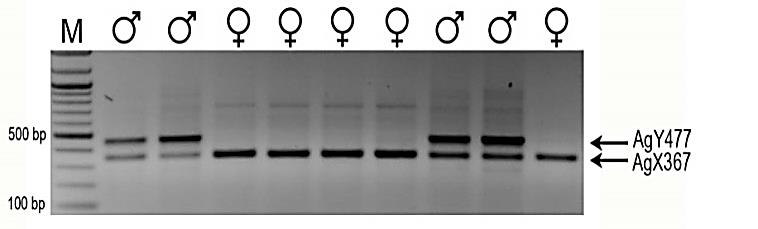 M ♂ ♂ ♀ ♀ ♀ ♀ ♂ ♂ ♀
500 bp
AgY477
AgX367
100 bp